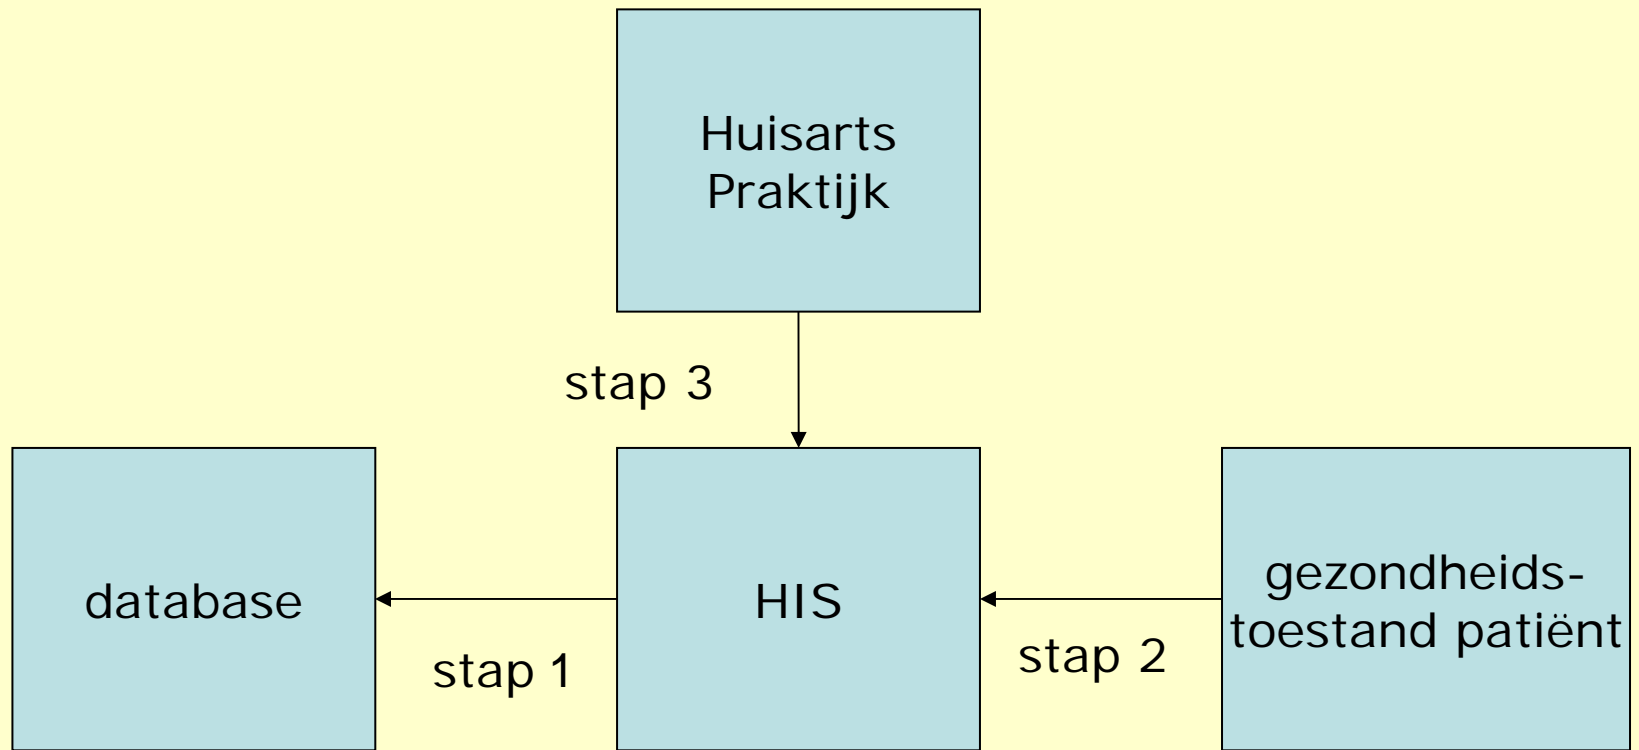 Huisarts
Praktijk
stap 3
database
stap 1
HIS
stap 2
gezondheids-
toestand patiënt